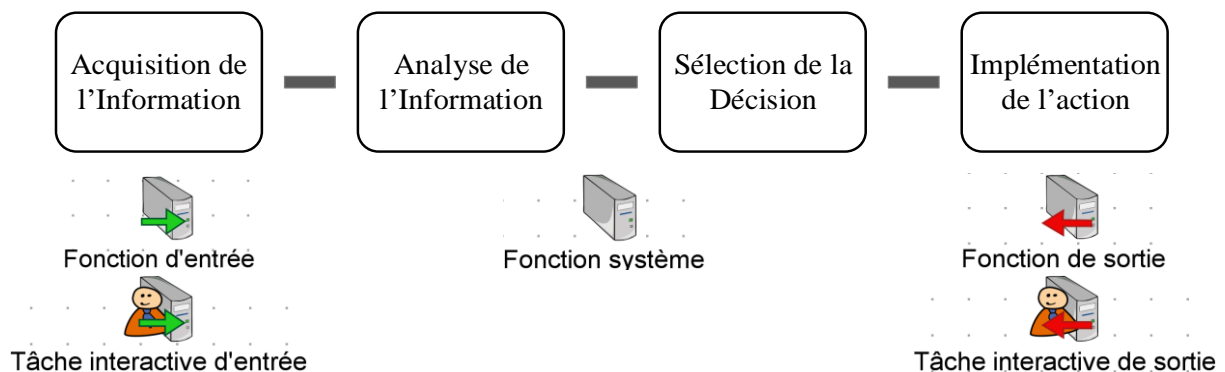 Acquisition de
l’Information
Analyse de
l’Information
Sélection de la
Décision
Implémentation
de l’action
Fonction d'entrée
Fonction système
Fonction de sortie
Tâche interactive d'entrée
Tâche interactive de sortie